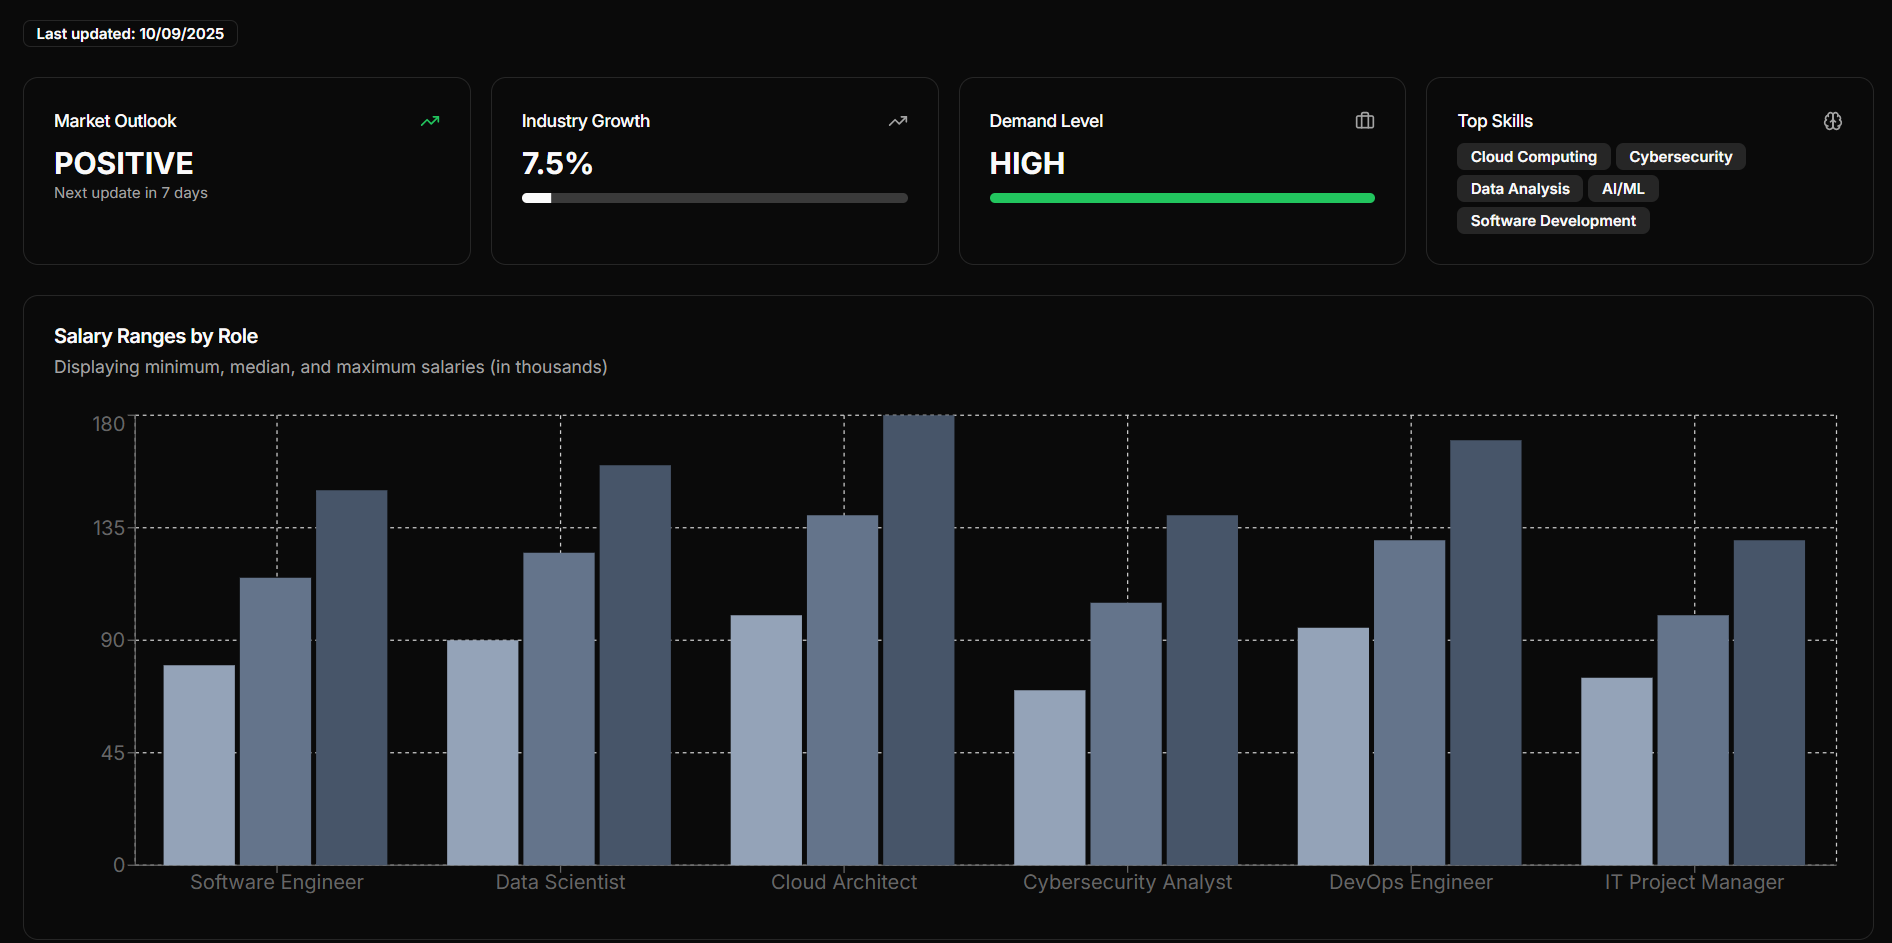 Last updated: 10/09/2025
Market Outlook
POSITIVE
Next update in 7 days
Industry Growth
7.5%
Demand Level
HIGH
Top Skills
Cloud Computing
Cybersecurity
Data Analysis
AI/ML
Software Development
Salary Ranges by Role
Displaying minimum, median, and maximum salaries (in thousands)
180
135
90
45
0
Software Engineer
Data Scientist
Cloud Architect
Cybersecurity Analyst
DevOps Engineer
IT Project Manager